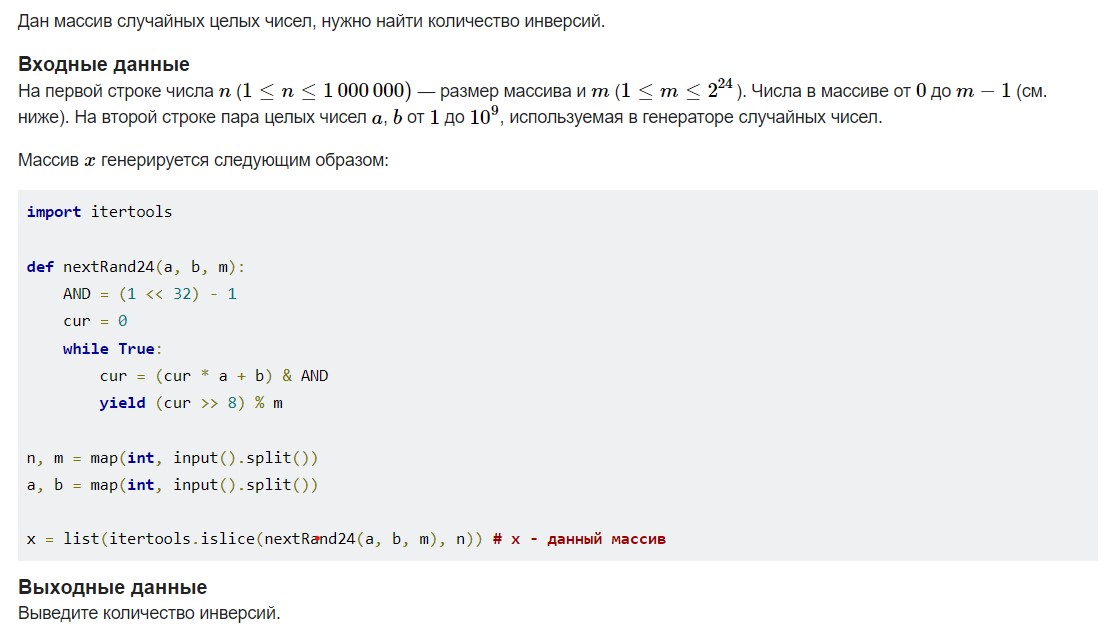 Дан массив случайных целых чисел, нужно найти количество инверсий.
Входные данные
На первой строке числа n (1 ≤ n ≤ 1 000 000) — размер массива и m (1 ≤ m ≤ 2^24). Числа в массиве от 0 до m − 1 (см.
ниже). На второй строке пара целых чисел a, b от 1 до 10^9, используемая в генераторе случайных чисел.
Массив x генерируется следующим образом:
import itertools
def nextRand24(a, b, m):
    AND = (1 << 32) - 1
    cur = 0
    while True:
        cur = (cur * a + b) & AND
        yield (cur >> 8) % m
n, m = map(int, input().split())
a, b = map(int, input().split())
x = list(itertools.islice(nextRand24(a, b, m), n)) # x - данный массив
Выходные данные
Выведите количество инверсий.